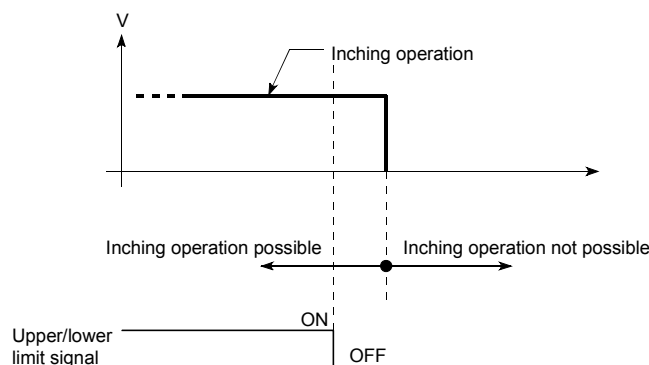 V
Inching operation
Inching operation possible
Inching operation not possible
ON
Upper/lower
limit signal
OFF